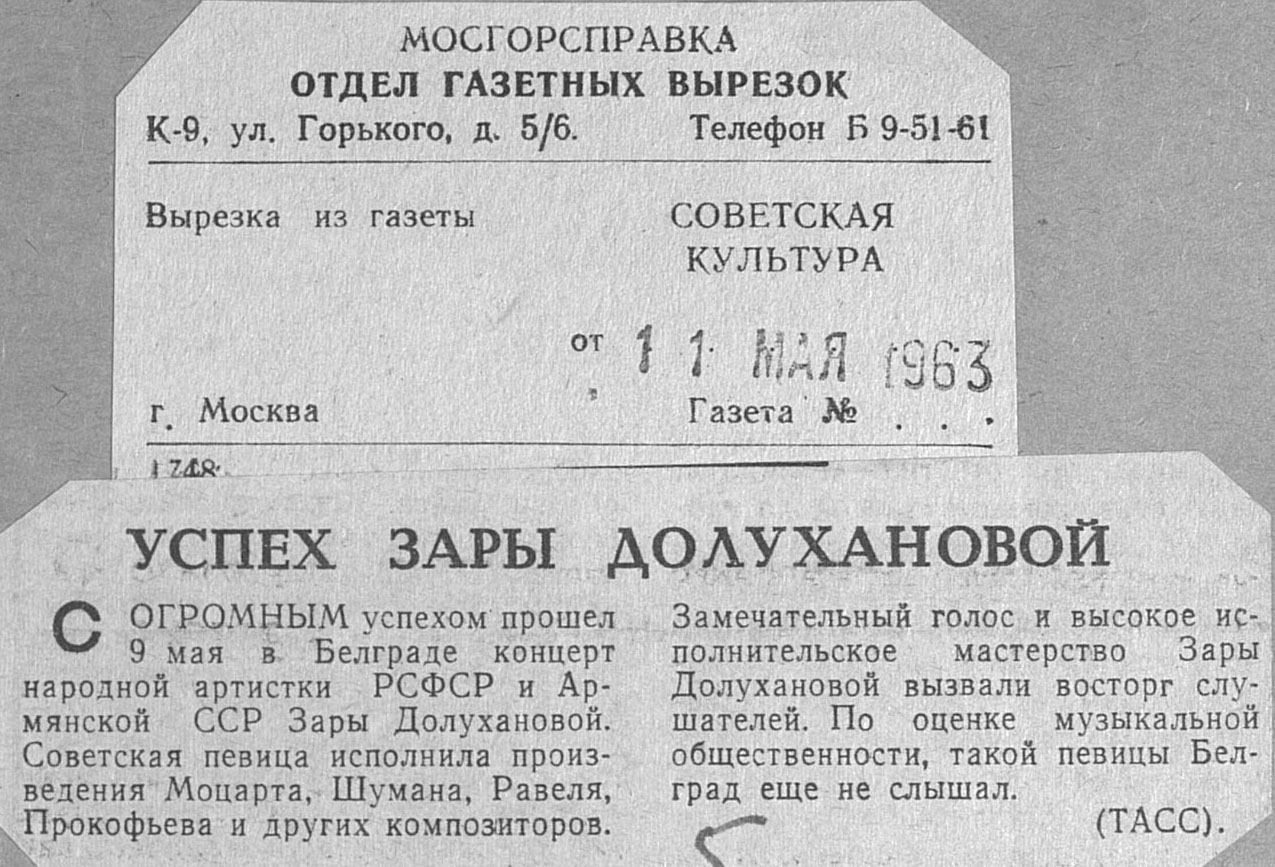 МОСГОРСПРАВКА
ОТДЕЛ ГАЗЕТНЫХ ВЫРЕЗОК
К-9, ул. Горького, д. 5/6. Телефон Б 9-51-61
Вырезка из газеты СОВЕТСКАЯ
КУЛЬТУРА
от 11 МАЯ 1963
г. Москва Газета № . . .
1748
УСПЕХ ЗАРЫ ДОЛУХАНОВОЙ
С ОГРОМНЫМ успехом прошел
9 мая в Белграде концерт
народной артистки РСФСР и Ар-
мянской ССР Зары Долухановой.
Советская певица исполнила произ-
ведения Моцарта, Шумана, Равеля,
Прокофьева и других композиторов.
Замечательный голос и высокое ис-
полнительское мастерство Зары
Долухановой вызвали восторг слу-
шателей. По оценке музыкальной
общественности, такой певицы Бел-
град еще не слышал.
(ТАСС).